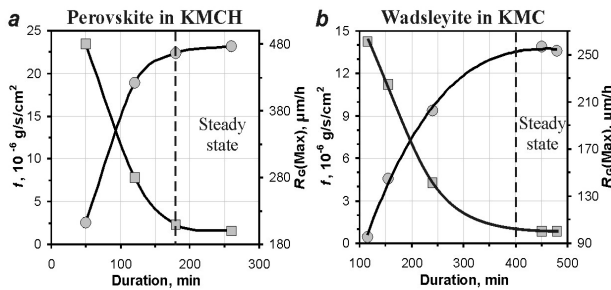 a Perovskite in KMCH
25
20
15
10
5
0
f, 10⁻⁶ g/s/cm²
480
380
280
180
R_G(Max), µm/h
Steady
state
0 100 200 300
Duration, min
b Wadsleyite in KMC
15
12
9
6
3
0
f, 10⁻⁶ g/s/cm²
250
210
170
130
90
R_G(Max), µm/h
Steady
state
100 200 300 400 500
Duration, min